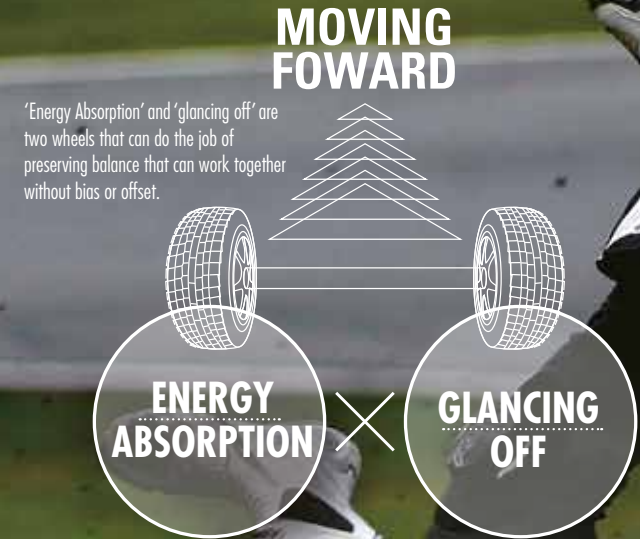 MOVING
FOWARD
‘Energy Absorption’ and ‘glancing off’ are
two wheels that can do the job of
preserving balance that can work together
without bias or offset.
ENERGY
ABSORPTION
GLANCING
OFF